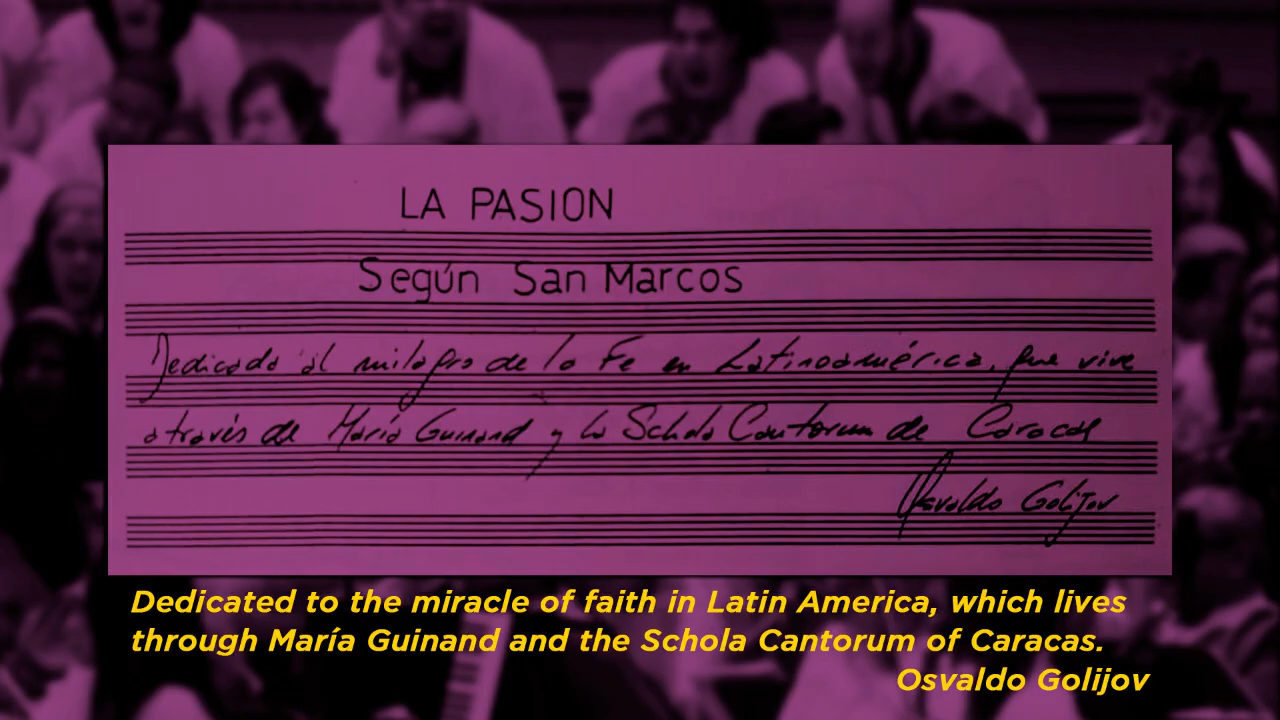 LA PASION
Según San Marcos
Dedicado al milagro de la Fe en Latinoamérica, que vive
através de María Guinand y la Schola Cantorum de Caracas
Osvaldo Golijov
Dedicated to the miracle of faith in Latin America, which lives
through María Guinand and the Schola Cantorum of Caracas.
Osvaldo Golijov